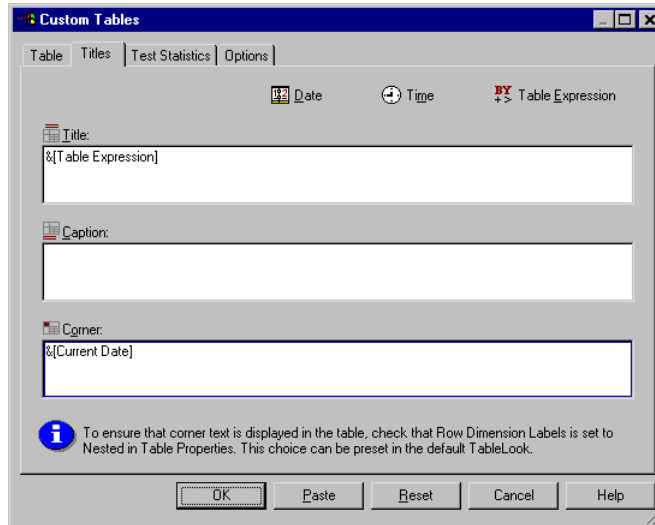 Custom Tables
Table Titles Test Statistics Options
Date Time BY +> Table Expression
Title:
&[Table Expression]
Caption:
Corner:
&[Current Date]
To ensure that corner text is displayed in the table, check that Row Dimension Labels is set to
Nested in Table Properties. This choice can be preset in the default TableLook.
OK Paste Reset Cancel Help